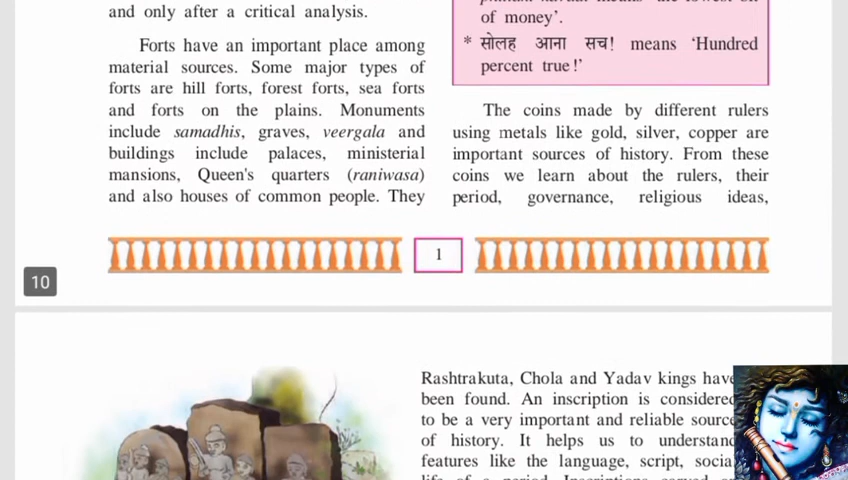 and only after a critical analysis.
Forts have an important place among
material sources. Some major types of
forts are hill forts, forest forts, sea forts
and forts on the plains. Monuments
include samadhis, graves, veergala and
buildings include palaces, ministerial
mansions, Queen's quarters (raniwasa)
and also houses of common people. They
of money’.
* सोलह आना सच! means ‘Hundred
percent true!’
The coins made by different rulers
using metals like gold, silver, copper are
important sources of history. From these
coins we learn about the rulers, their
period, governance, religious ideas,
1
10
Rashtrakuta, Chola and Yadav kings have
been found. An inscription is considered
to be a very important and reliable source
of history. It helps us to understand
features like the language, script, social